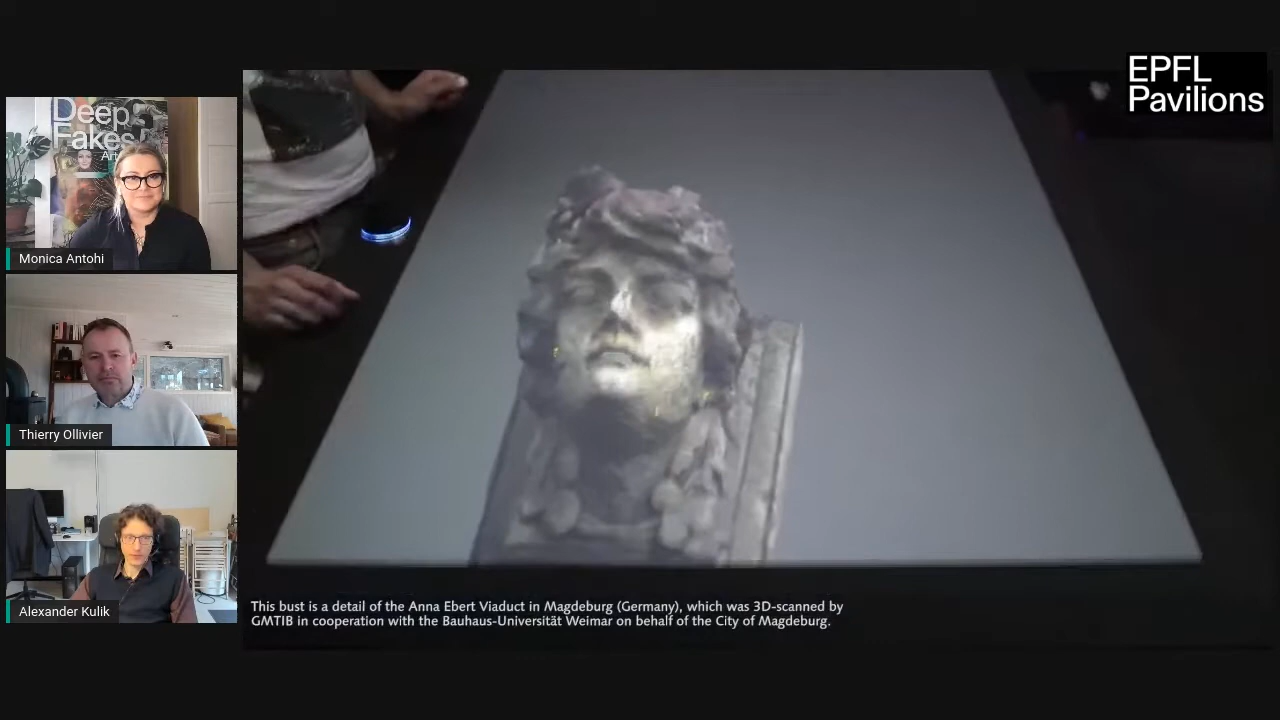 EPFL
Pavilions
Deep
Fakes
Art
Monica Antohi
Thierry Ollivier
Alexander Kulik
This bust is a detail of the Anna Ebert Viaduct in Magdeburg (Germany), which was 3D-scanned by
GMTIB in cooperation with the Bauhaus-Universität Weimar on behalf of the City of Magdeburg.